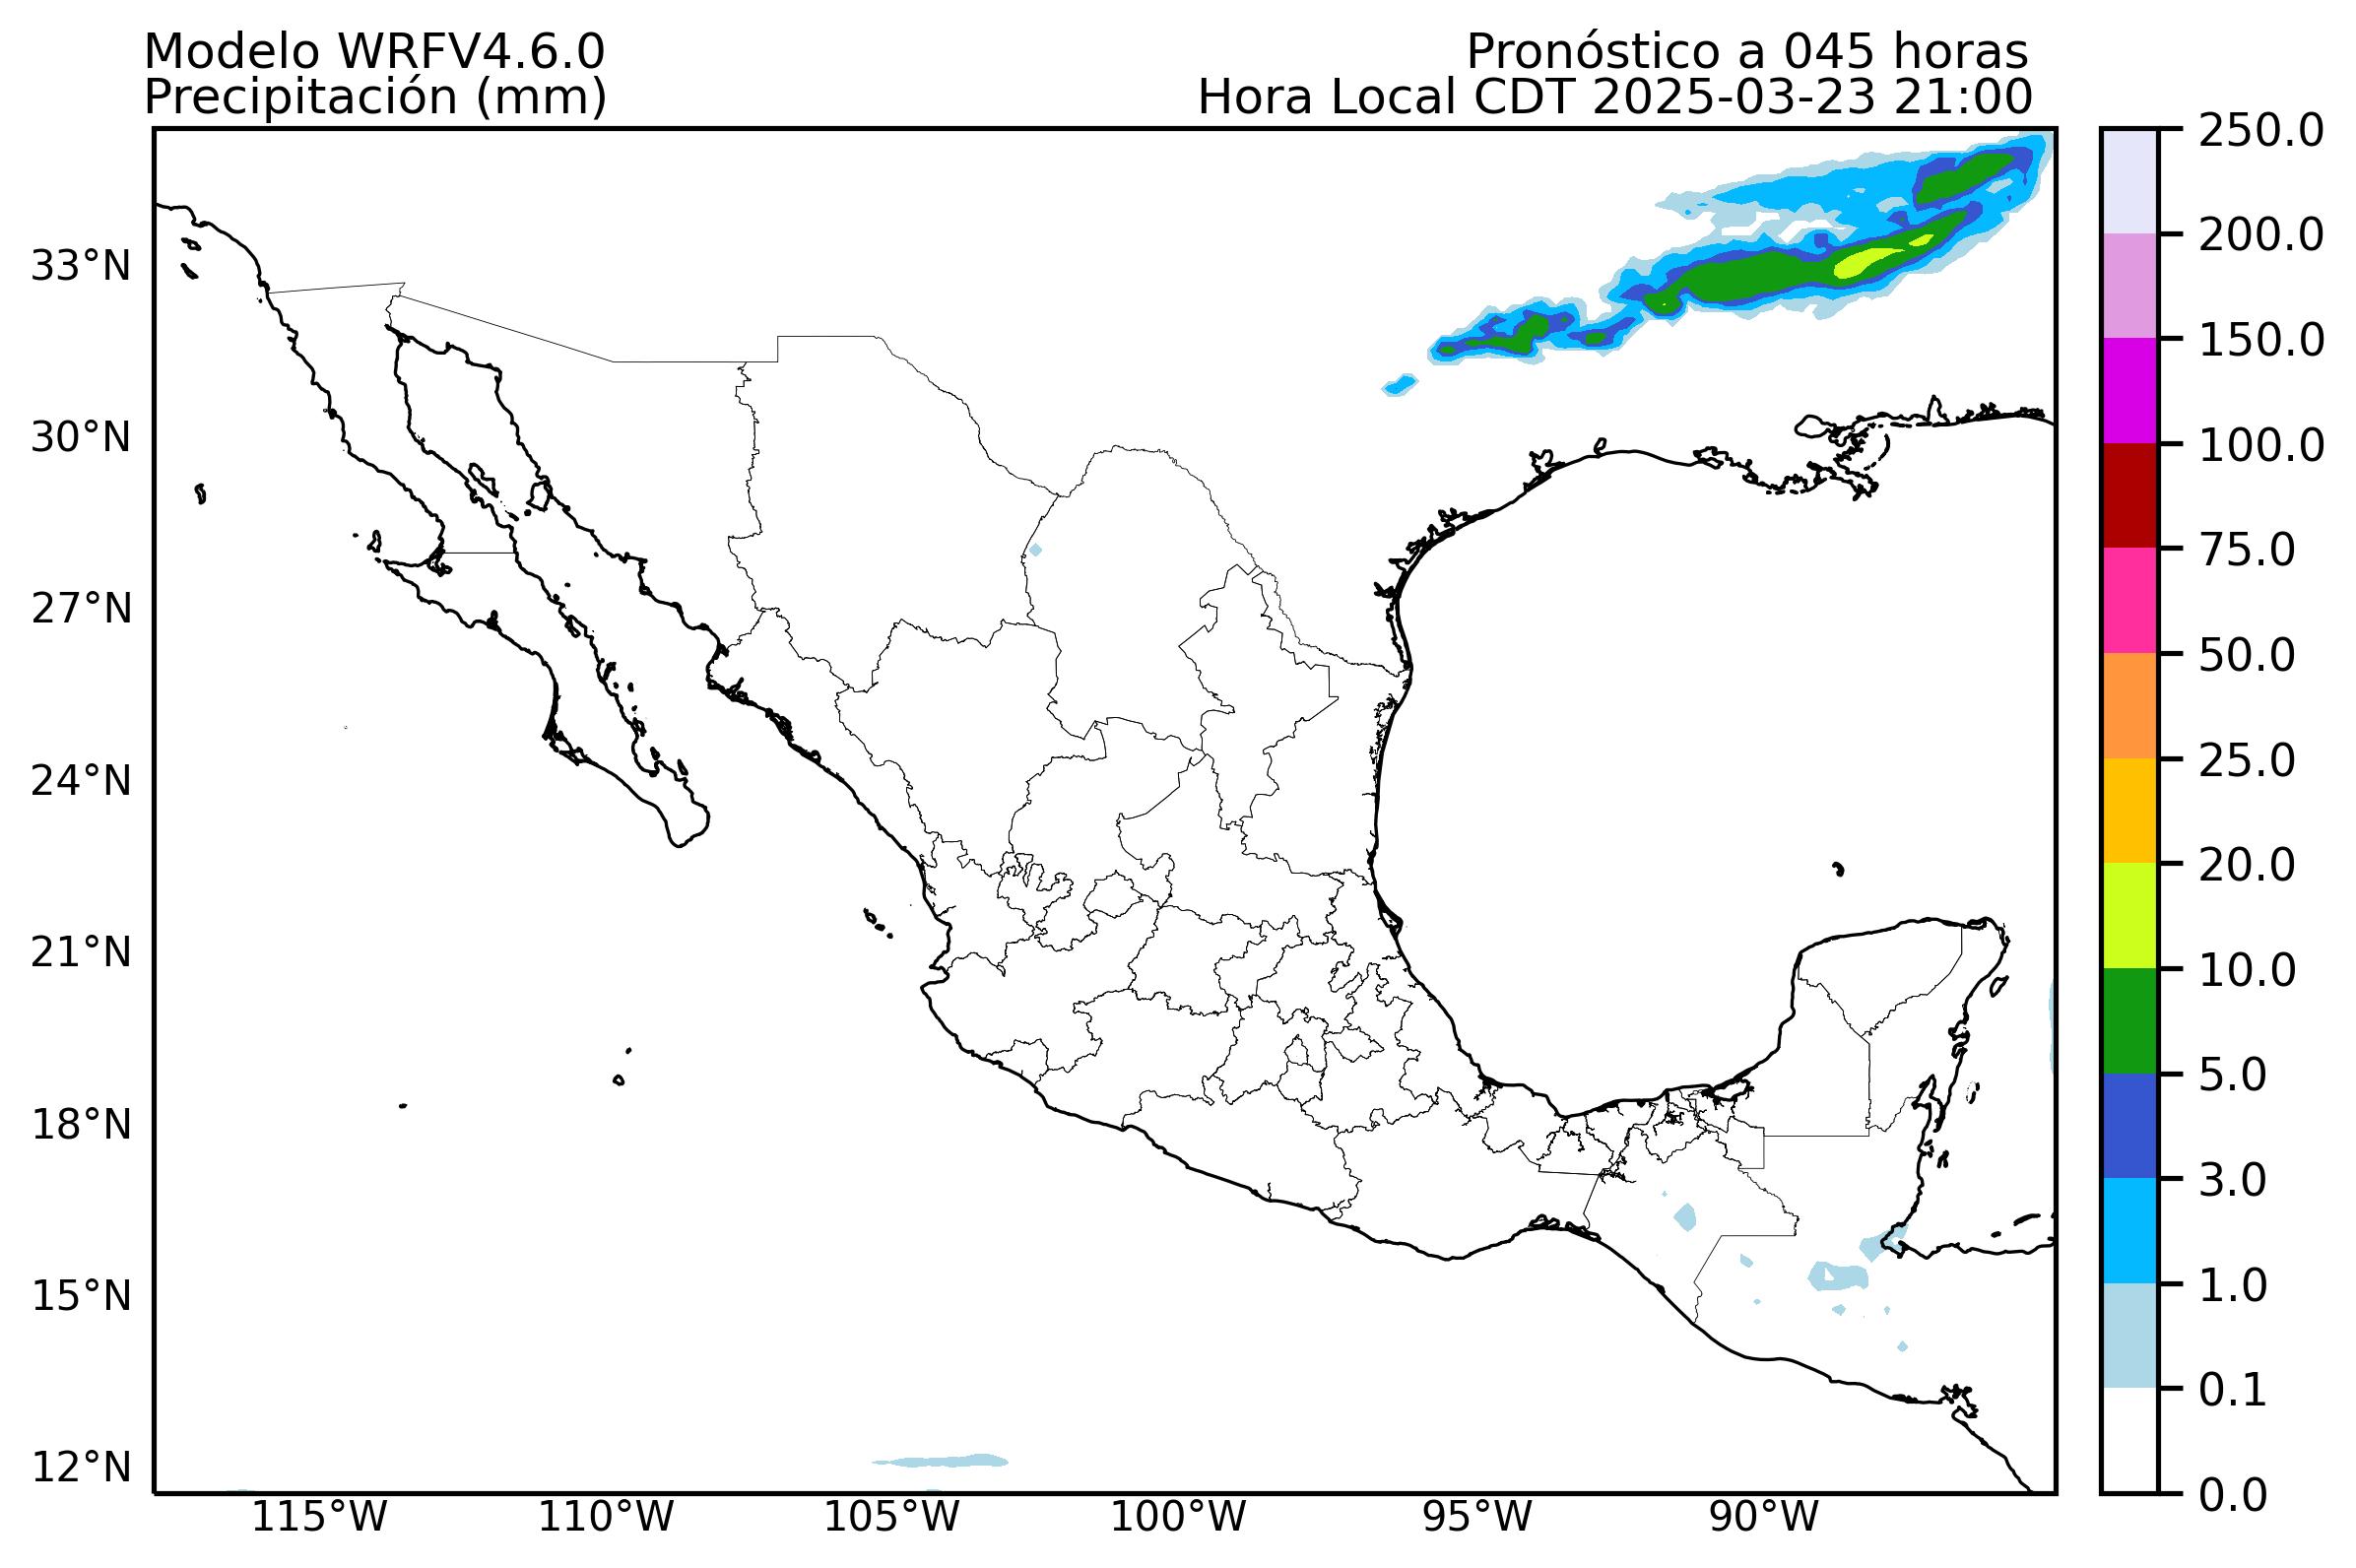 Modelo WRFV4.6.0
Pronóstico a 045 horas
Precipitación (mm)
Hora Local CDT 2025-03-23 21:00
33°N
30°N
27°N
24°N
21°N
18°N
15°N
12°N
115°W
110°W
105°W
100°W
95°W
90°W
250.0
200.0
150.0
100.0
75.0
50.0
25.0
20.0
10.0
5.0
3.0
1.0
0.1
0.0